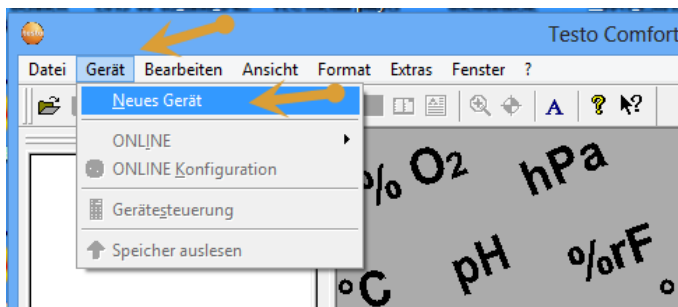 testo
Testo Comfort
Datei Gerät Bearbeiten Ansicht Format Extras Fenster ?
Neues Gerät
A ? ?
ONLINE
ONLINE Konfiguration
Gerätesteuerung
Speicher auslesen
% O2 hPa
°C pH %rF